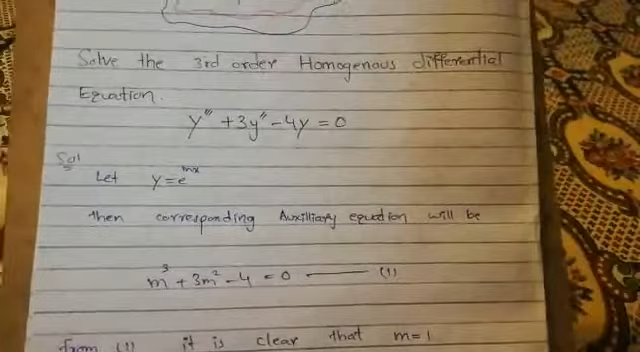 Solve the 3rd order Homogenous differential
Equation.
y''' + 3y'' - 4y = 0
Sol
Let y = e^mx
then corresponding Auxilliary equation will be
m³ + 3m² - 4 = 0 —— (1)
from (1) it is clear that m=1